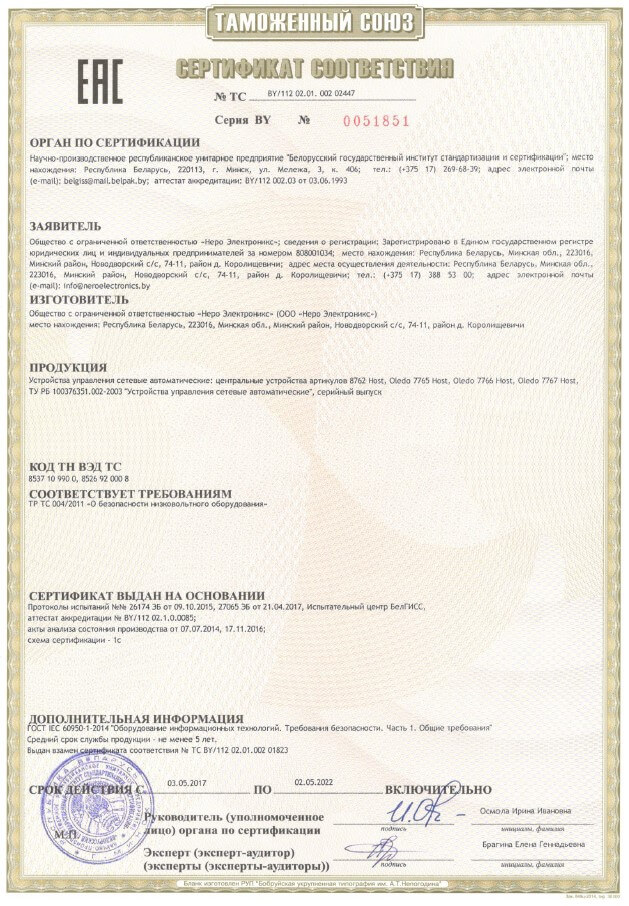 ТАМОЖЕННЫЙ СОЮЗ
ЕАС
СЕРТИФИКАТ СООТВЕТСТВИЯ
№ ТС BY/112 02.01. 002 02447
Серия BY № 0051851
ОРГАН ПО СЕРТИФИКАЦИИ
Научно-производственное республиканское унитарное предприятие "Белорусский государственный институт стандартизации и сертификации"; место
нахождения: Республика Беларусь, 220113, г. Минск, ул. Мележа, 3, к. 406; тел.: (+375 17) 269-68-39; адрес электронной почты
(e-mail): belgiss@mail.belpak.by; аттестат аккредитации: BY/112 002.03 от 03.06.1993
ЗАЯВИТЕЛЬ
Общество с ограниченной ответственностью «Неро Электроникс»; сведения о регистрации: Зарегистрировано в Едином государственном регистре
юридических лиц и индивидуальных предпринимателей за номером 808001034; место нахождения: Республика Беларусь, 223016,
Минский район, Новодворский с/с, 74-11, район д. Королищевичи; адрес места осуществления деятельности: Республика Беларусь, Минская обл.,
223016, Минский район, Новодворский с/с, 74-11, район д. Королищевичи; тел.: (+375 17) 388 53 00; адрес электронной почты
(e-mail): info@neroelectronics.by
ИЗГОТОВИТЕЛЬ
Общество с ограниченной ответственностью «Неро Электроникс» (ООО «Неро Электроникс»)
место нахождения: Республика Беларусь, 223016, Минская обл., Минский район, Новодворский с/с, 74-11, район д. Королищевичи
ПРОДУКЦИЯ
Устройства управления сетевые автоматические: центральные устройства артикулов 8762 Host, Oledo 7765 Host, Oledo 7766 Host, Oledo 7767 Host,
ТУ РБ 100376351.002-2003 "Устройства управления сетевые автоматические", серийный выпуск
КОД ТН ВЭД ТС
8537 10 990 0, 8526 92 000 8
СООТВЕТСТВУЕТ ТРЕБОВАНИЯМ
ТР ТС 004/2011 «О безопасности низковольтного оборудования»
СЕРТИФИКАТ ВЫДАН НА ОСНОВАНИИ
Протоколы испытаний №№ 26174 ЗБ от 09.10.2015, 27065 ЗБ от 21.04.2017, Испытательный центр БелГИСС,
аттестат аккредитации № BY/112 02.1.0.0085;
акты анализа состояния производства от 07.07.2014, 17.11.2016;
схема сертификации - 1с
ДОПОЛНИТЕЛЬНАЯ ИНФОРМАЦИЯ
ГОСТ IEC 60950-1-2014 "Оборудование информационных технологий. Требования безопасности. Часть 1. Общие требования"
Средний срок службы продукции - не менее 5 лет.
Выдан взамен сертификата соответствия № ТС BY/112 02.01.002 01823
СРОК ДЕЙСТВИЯ С 03.05.2017 ПО 02.05.2022 ВКЛЮЧИТЕЛЬНО
М.П.
Руководитель (уполномоченное
лицо) органа по сертификации
подпись
Осмола Ирина Ивановна
инициалы, фамилия
Эксперт (эксперт-аудитор)
(эксперты (эксперты-аудиторы))
подпись
Брагина Елена Геннадьевна
инициалы, фамилия
Бланк изготовлен РУП "Бобруйская укрупненная типография им. А.Т.Непогодина"